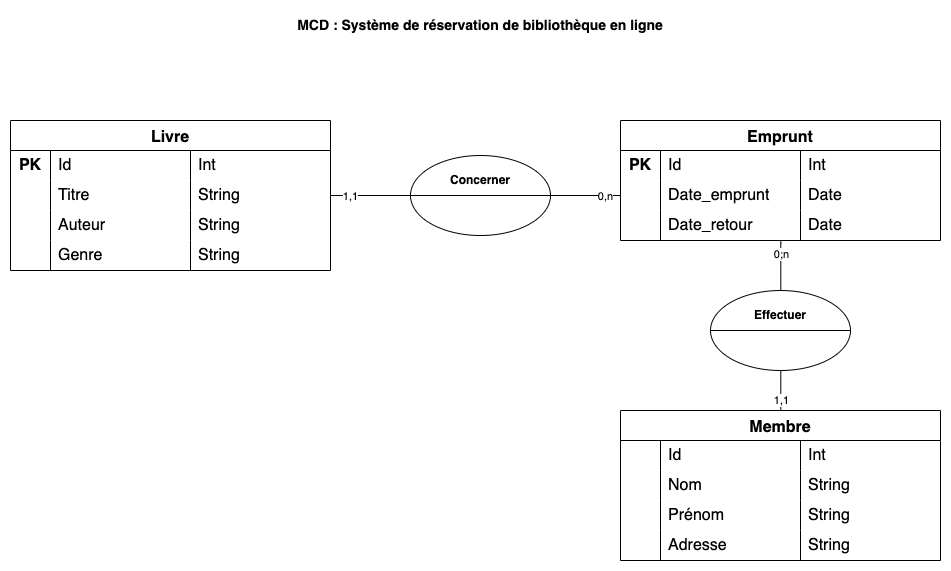 MCD : Système de réservation de bibliothèque en ligne
Livre
PK Id Int
Titre String
Auteur String
Genre String
1,1
Concerner
0,n
Emprunt
PK Id Int
Date_emprunt Date
Date_retour Date
0;n
Effectuer
1,1
Membre
Id Int
Nom String
Prénom String
Adresse String